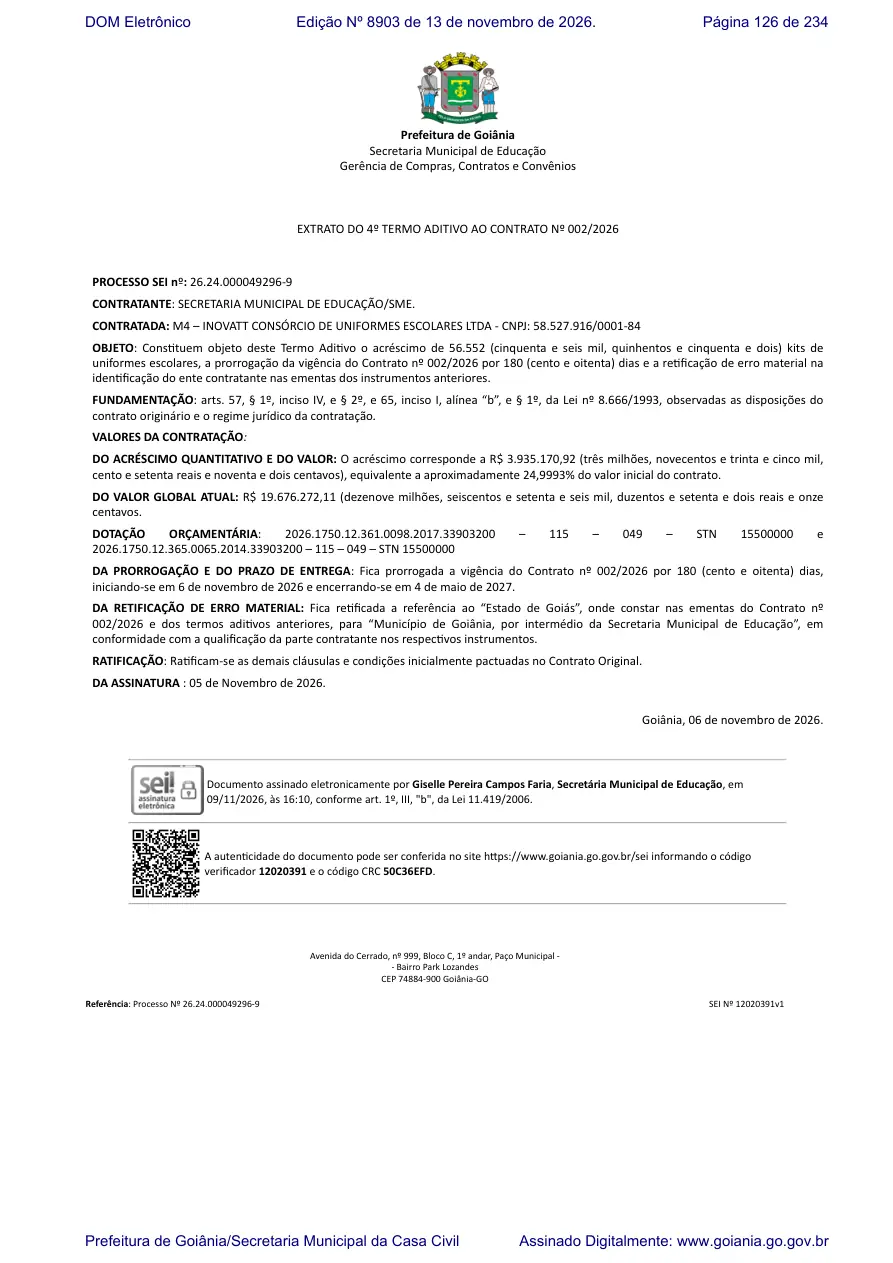 DOM Eletrônico Edição Nº 8903 de 13 de novembro de 2026. Página 126 de 234
Prefeitura de Goiânia
Secretaria Municipal de Educação
Gerência de Compras, Contratos e Convênios
EXTRATO DO 4º TERMO ADITIVO AO CONTRATO Nº 002/2026
PROCESSO SEI nº: 26.24.000049296-9
CONTRATANTE: SECRETARIA MUNICIPAL DE EDUCAÇÃO/SME.
CONTRATADA: M4 – INOVATT CONSÓRCIO DE UNIFORMES ESCOLARES LTDA - CNPJ: 58.527.916/0001-84
OBJETO: Constituem objeto deste Termo Aditivo o acréscimo de 56.552 (cinquenta e seis mil, quinhentos e cinquenta e dois) kits de
uniformes escolares, a prorrogação da vigência do Contrato nº 002/2026 por 180 (cento e oitenta) dias e a retificação de erro material na
identificação do ente contratante nas ementas dos instrumentos anteriores.
FUNDAMENTAÇÃO: arts. 57, § 1º, inciso IV, e § 2º, e 65, inciso I, alínea “b”, e § 1º, da Lei nº 8.666/1993, observadas as disposições do
contrato originário e o regime jurídico da contratação.
VALORES DA CONTRATAÇÃO:
DO ACRÉSCIMO QUANTITATIVO E DO VALOR: O acréscimo corresponde a R$ 3.935.170,92 (três milhões, novecentos e trinta e cinco mil,
cento e setenta reais e noventa e dois centavos), equivalente a aproximadamente 24,9993% do valor inicial do contrato.
DO VALOR GLOBAL ATUAL: R$ 19.676.272,11 (dezenove milhões, seiscentos e setenta e seis mil, duzentos e setenta e dois reais e onze
centavos.
DOTAÇÃO ORÇAMENTÁRIA: 2026.1750.12.361.0098.2017.33903200 – 115 – 049 – STN 15500000 e
2026.1750.12.365.0065.2014.33903200 – 115 – 049 – STN 15500000
DA PRORROGAÇÃO E DO PRAZO DE ENTREGA: Fica prorrogada a vigência do Contrato nº 002/2026 por 180 (cento e oitenta) dias,
iniciando-se em 6 de novembro de 2026 e encerrando-se em 4 de maio de 2027.
DA RETIFICAÇÃO DE ERRO MATERIAL: Fica retificada a referência ao “Estado de Goiás”, onde constar nas ementas do Contrato nº
002/2026 e dos termos aditivos anteriores, para “Município de Goiânia, por intermédio da Secretaria Municipal de Educação”, em
conformidade com a qualificação da parte contratante nos respectivos instrumentos.
RATIFICAÇÃO: Ratificam-se as demais cláusulas e condições inicialmente pactuadas no Contrato Original.
DA ASSINATURA : 05 de Novembro de 2026.
Goiânia, 06 de novembro de 2026.
sei!
assinatura
eletrônica
Documento assinado eletronicamente por Giselle Pereira Campos Faria, Secretária Municipal de Educação, em
09/11/2026, às 16:10, conforme art. 1º, III, "b", da Lei 11.419/2006.
A autenticidade do documento pode ser conferida no site https://www.goiania.go.gov.br/sei informando o código
verificador 12020391 e o código CRC 50C36EFD.
Avenida do Cerrado, nº 999, Bloco C, 1º andar, Paço Municipal -
- Bairro Park Lozandes
CEP 74884-900 Goiânia-GO
Referência: Processo Nº 26.24.000049296-9 SEI Nº 12020391v1
Prefeitura de Goiânia/Secretaria Municipal da Casa Civil Assinado Digitalmente: www.goiania.go.gov.br